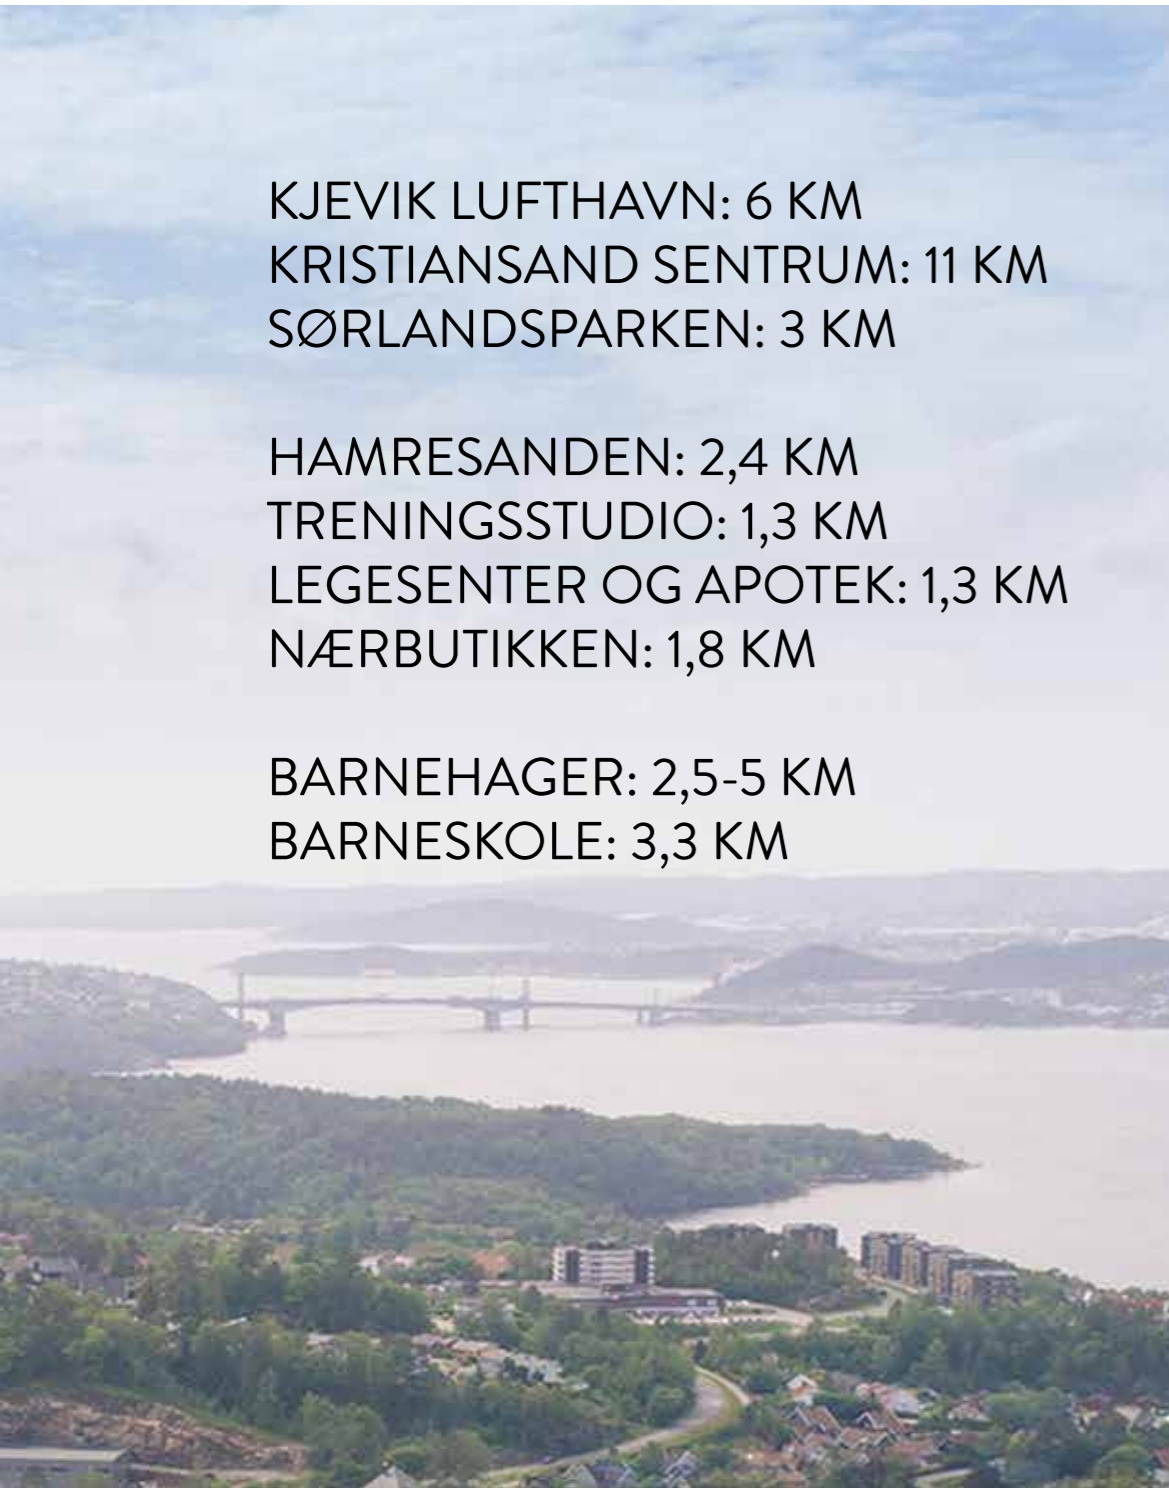 KJEVIK LUFTHAVN: 6 KM
KRISTIANSAND SENTRUM: 11 KM
SØRLANDSPARKEN: 3 KM
HAMRESANDEN: 2,4 KM
TRENINGSSTUDIO: 1,3 KM
LEGESENTER OG APOTEK: 1,3 KM
NÆRBUTIKKEN: 1,8 KM
BARNEHAGER: 2,5-5 KM
BARNESKOLE: 3,3 KM